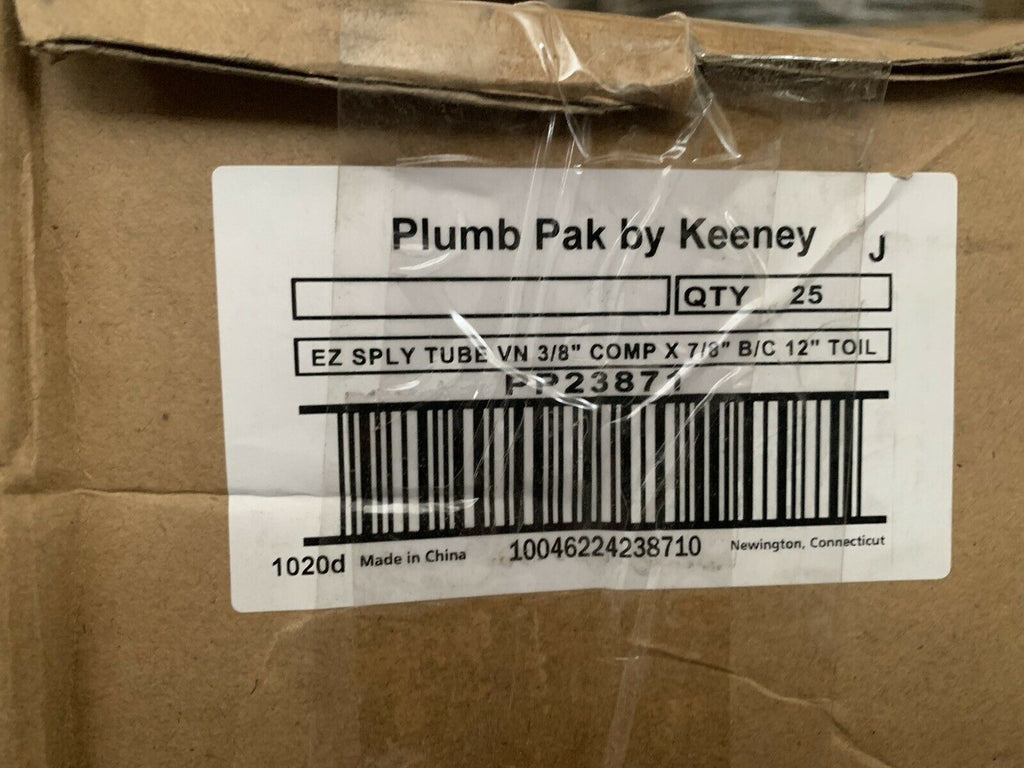 Plumb Pak by Keeney
J
QTY 25
EZ SPLY TUBE VN 3/8" COMP X 7/8" B/C 12" TOIL
PP23871
1020d Made in China 10046224238710 Newington, Connecticut